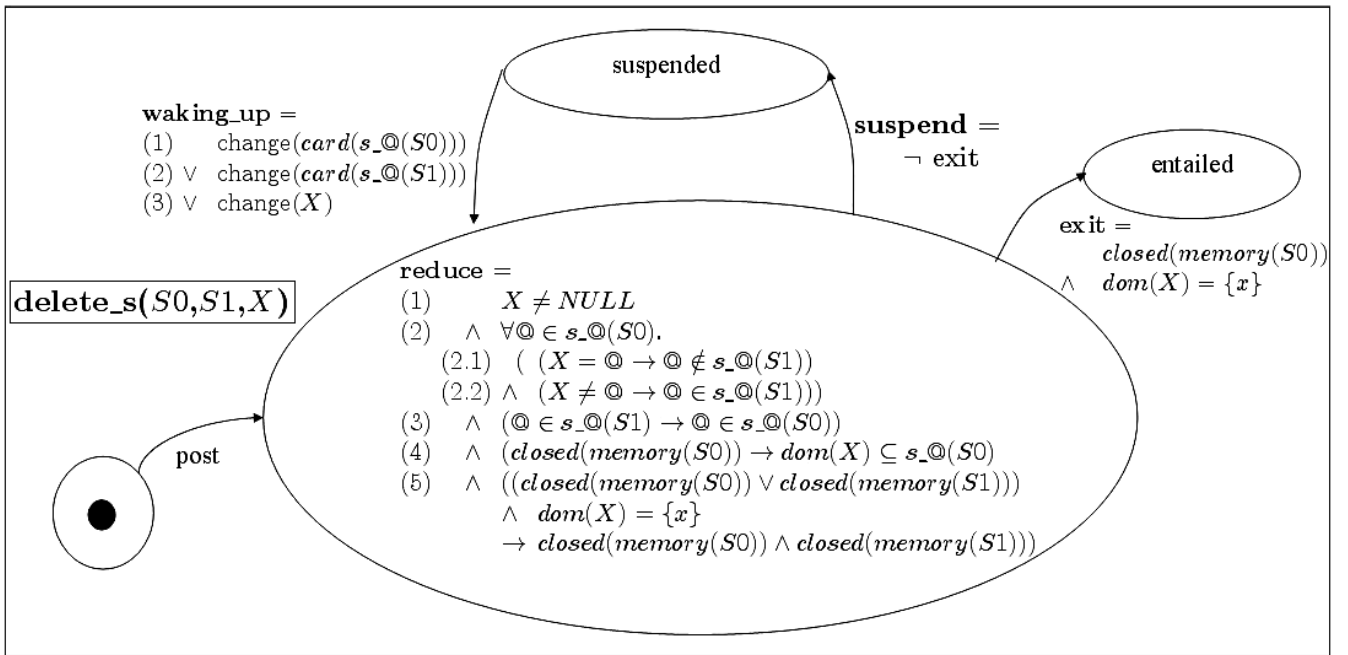 suspended
waking_up =
(1) change(card(s_@(S0)))
(2) ∨ change(card(s_@(S1)))
(3) ∨ change(X)
suspend =
¬ exit
entailed
exit =
closed(memory(S0))
∧ dom(X) = {x}
delete_s(S0,S1,X)
reduce =
(1) X ≠ NULL
(2) ∧ ∀@ ∈ s_@(S0).
(2.1) ( (X = @ → @ ∉ s_@(S1))
(2.2) ∧ (X ≠ @ → @ ∈ s_@(S1)))
(3) ∧ (@ ∈ s_@(S1) → @ ∈ s_@(S0))
(4) ∧ (closed(memory(S0)) → dom(X) ⊆ s_@(S0)
(5) ∧ ((closed(memory(S0)) ∨ closed(memory(S1)))
∧ dom(X) = {x}
→ closed(memory(S0)) ∧ closed(memory(S1)))
post